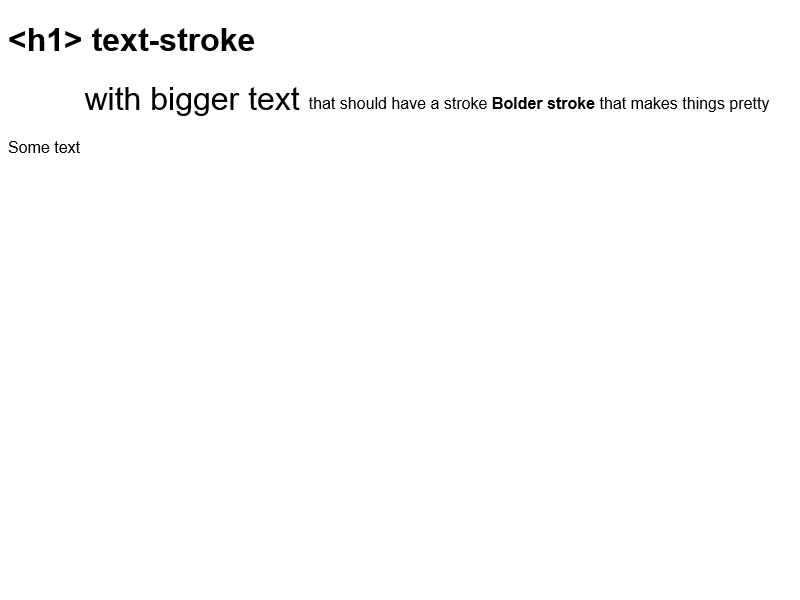 <h1> text-stroke
with bigger text that should have a stroke Bolder stroke that makes things pretty
Some text